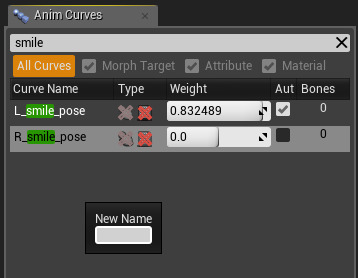 Anim Curves
smile
All Curves Morph Target Attribute Material
Curve Name Type Weight Aut Bones
L_smile_pose 0.832489 0
R_smile_pose 0.0 0
New Name